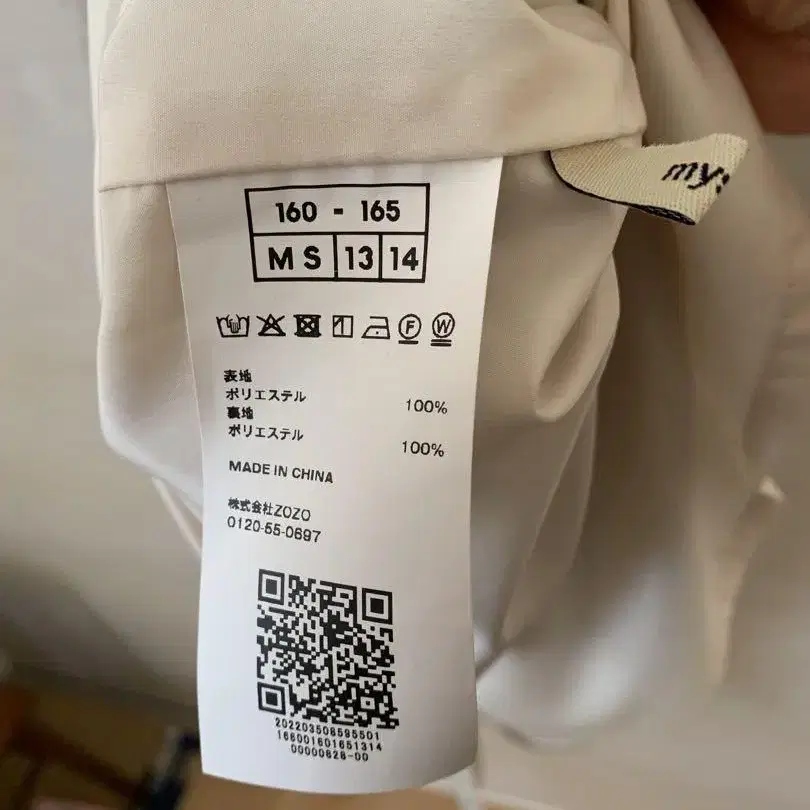 160 - 165
M S 13 14
F W
表地
ポリエステル 100%
裏地
ポリエステル 100%
MADE IN CHINA
株式会社ZOZO
0120-55-0697
202203508595501
166001601651314
00000628-00